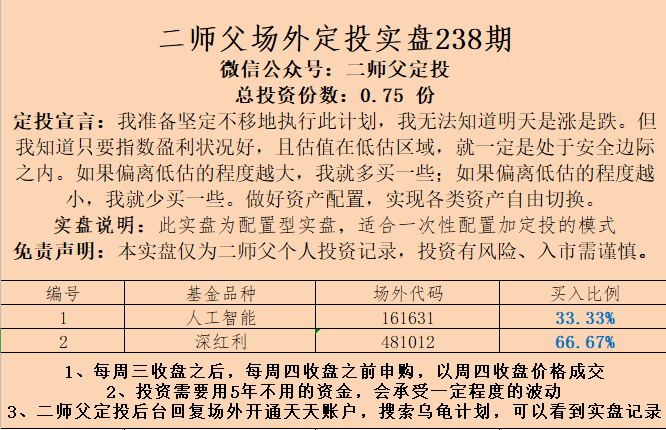 二师父场外定投实盘238期
微信公众号：二师父定投
总投资份数：0.75 份
定投宣言：我准备坚定不移地执行此计划，我无法知道明天是涨是跌。但
我知道只要指数盈利状况好，且估值在低估区域，就一定是处于安全边际
之内。如果偏离低估的程度越大，我就多买一些；如果偏离低估的程度越
小，我就少买一些。做好资产配置，实现各类资产自由切换。
实盘说明：此实盘为配置型实盘，适合一次性配置加定投的模式
免责声明：本实盘仅为二师父个人投资记录，投资有风险、入市需谨慎。
编号 基金品种 场外代码 买入比例
1 人工智能 161631 33.33%
2 深红利 481012 66.67%
1、每周三收盘之后，每周四收盘之前申购，以周四收盘价格成交
2、投资需要用5年不用的资金，会承受一定程度的波动
3、二师父定投后台回复场外开通天天账户，搜索乌龟计划，可以看到实盘记录